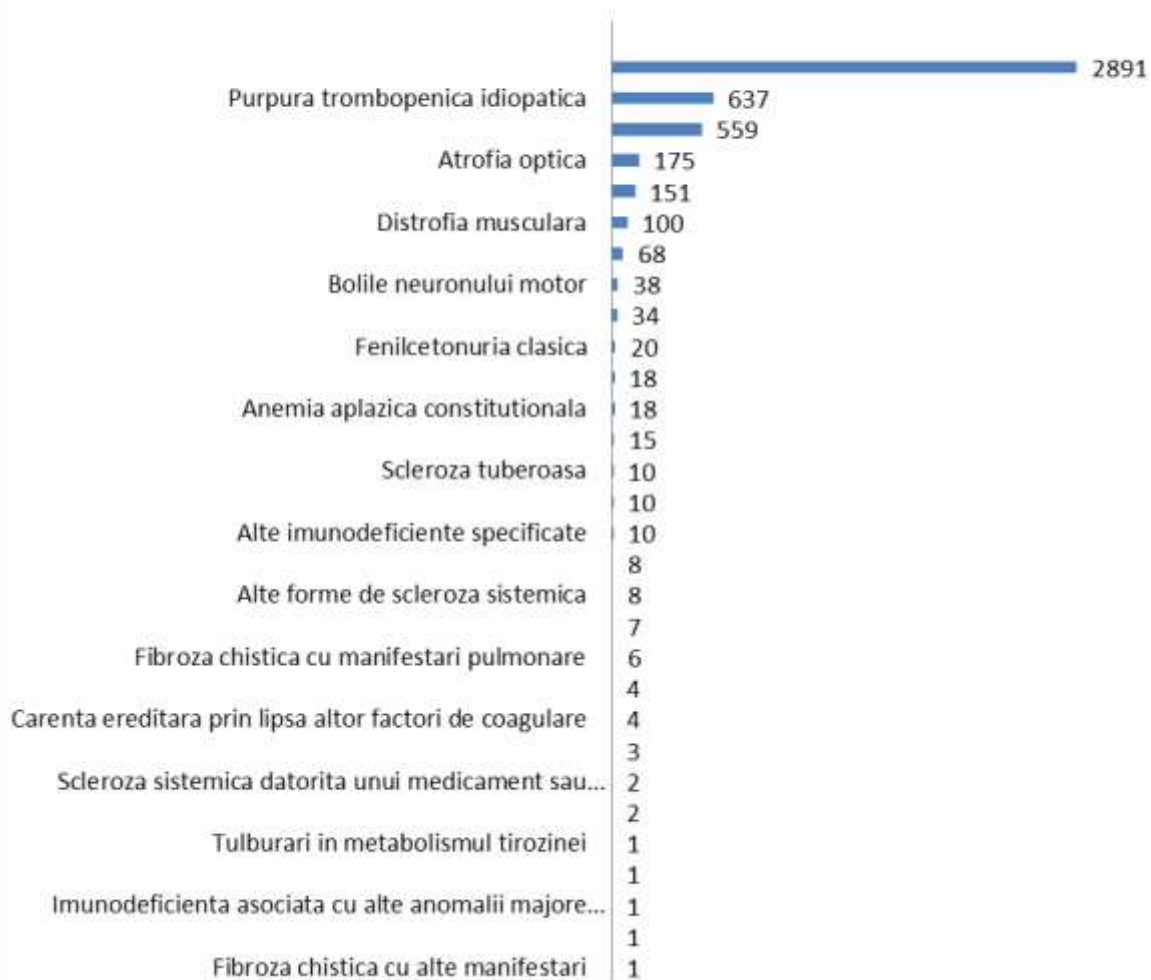 2891
Purpura trombopenica idiopatica 637
559
Atrofia optica 175
151
Distrofia musculara 100
68
Bolile neuronului motor 38
34
Fenilcetonuria clasica 20
18
Anemia aplazica constitutionala 18
15
Scleroza tuberoasa 10
10
Alte imunodeficiente specificate 10
8
Alte forme de scleroza sistemica 8
7
Fibroza chistica cu manifestari pulmonare 6
4
Carenta ereditara prin lipsa altor factori de coagulare 4
3
Scleroza sistemica datorita unui medicament sau... 2
2
Tulburari in metabolismul tirozinei 1
1
Imunodeficienta asociata cu alte anomalii majore... 1
1
Fibroza chistica cu alte manifestari 1